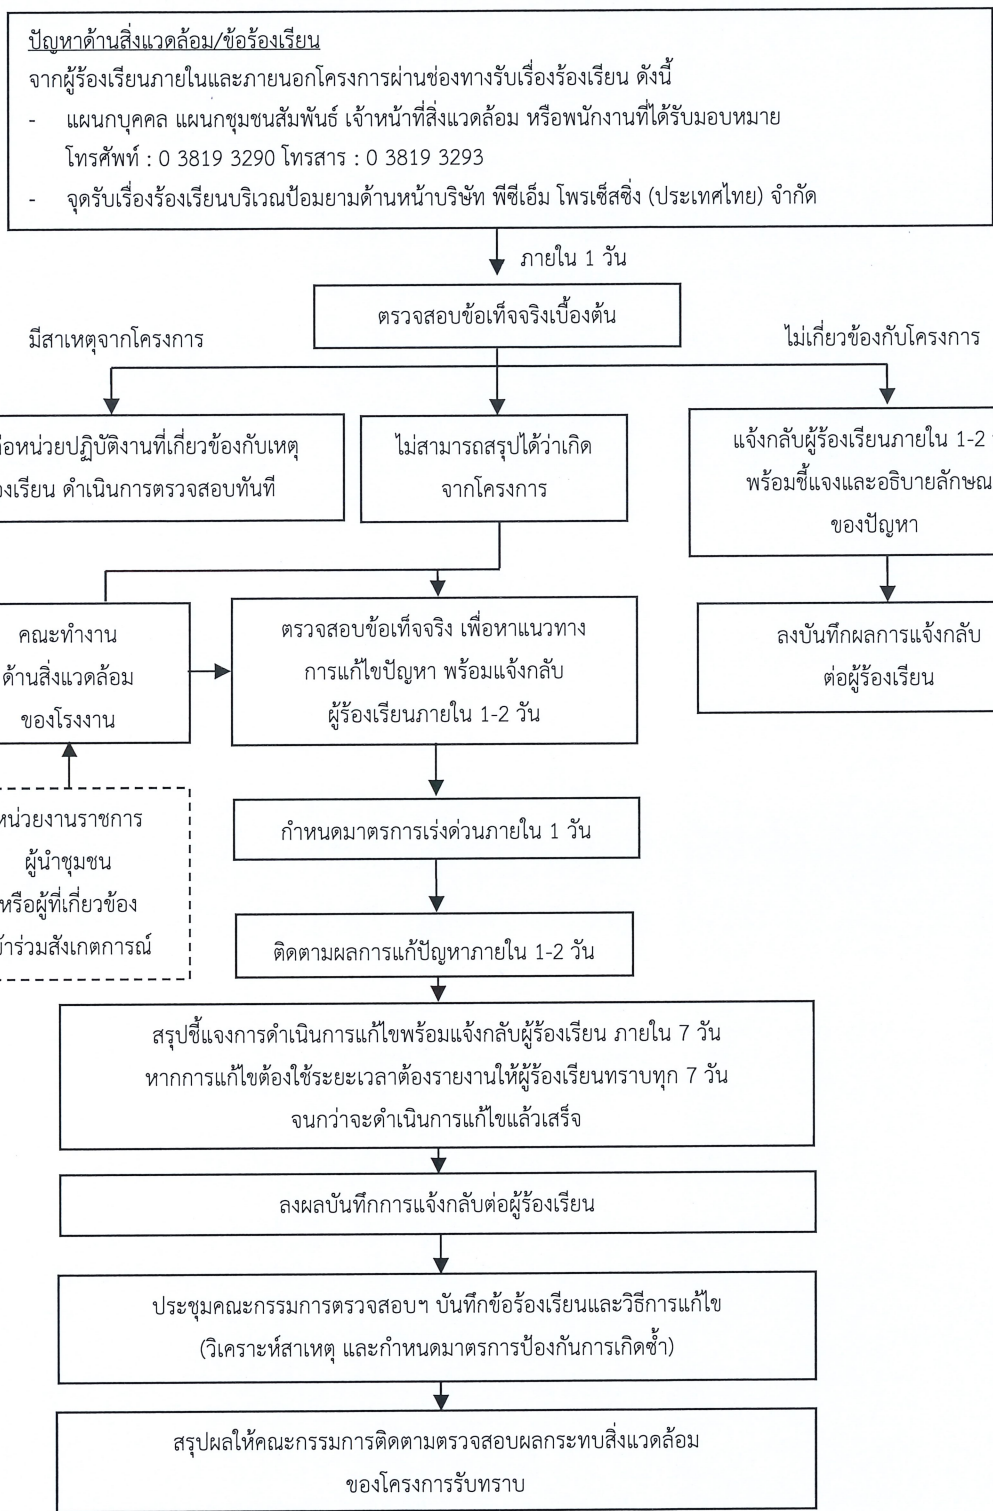 ปัญหาด้านสิ่งแวดล้อม/ข้อร้องเรียน
จากผู้ร้องเรียนภายในและภายนอกโครงการผ่านช่องทางรับเรื่องร้องเรียน ดังนี้
- แผนกบุคคล แผนกชุมชนสัมพันธ์ เจ้าหน้าที่สิ่งแวดล้อม หรือพนักงานที่ได้รับมอบหมาย
โทรศัพท์ : 0 3819 3290 โทรสาร : 0 3819 3293
- จุดรับเรื่องร้องเรียนบริเวณป้อมยามด้านหน้าบริษัท พีซีเอ็ม โพรเซ็สซิ่ง (ประเทศไทย) จำกัด
ภายใน 1 วัน
ตรวจสอบข้อเท็จจริงเบื้องต้น
มีสาเหตุจากโครงการ
ไม่เกี่ยวข้องกับโครงการ
หน่วยปฏิบัติงานที่เกี่ยวข้องกับเหตุ
ดำเนินการตรวจสอบทันที
ไม่สามารถสรุปได้ว่าเกิด
จากโครงการ
แจ้งกลับผู้ร้องเรียนภายใน 1-2
พร้อมชี้แจงและอธิบายลักษณ
ของปัญหา
ลงบันทึกผลการแจ้งกลับ
ต่อผู้ร้องเรียน
คณะทำงาน
ด้านสิ่งแวดล้อม
ของโรงงาน
ตรวจสอบข้อเท็จจริง เพื่อหาแนวทาง
การแก้ไขปัญหา พร้อมแจ้งกลับ
ผู้ร้องเรียนภายใน 1-2 วัน
หน่วยงานราชการ
ผู้นำชุมชน
หรือผู้ที่เกี่ยวข้อง
ข้าร่วมสังเกตการณ์
กำหนดมาตรการเร่งด่วนภายใน 1 วัน
ติดตามผลการแก้ปัญหาภายใน 1-2 วัน
สรุปชี้แจงการดำเนินการแก้ไขพร้อมแจ้งกลับผู้ร้องเรียน ภายใน 7 วัน
หากการแก้ไขต้องใช้ระยะเวลาต้องรายงานให้ผู้ร้องเรียนทราบทุก 7 วัน
จนกว่าจะดำเนินการแก้ไขแล้วเสร็จ
ลงผลบันทึกการแจ้งกลับต่อผู้ร้องเรียน
ประชุมคณะกรรมการตรวจสอบฯ บันทึกข้อร้องเรียนและวิธีการแก้ไข
(วิเคราะห์สาเหตุ และกำหนดมาตรการป้องกันการเกิดซ้ำ)
สรุปผลให้คณะกรรมการติดตามตรวจสอบผลกระทบสิ่งแวดล้อม
ของโครงการรับทราบ